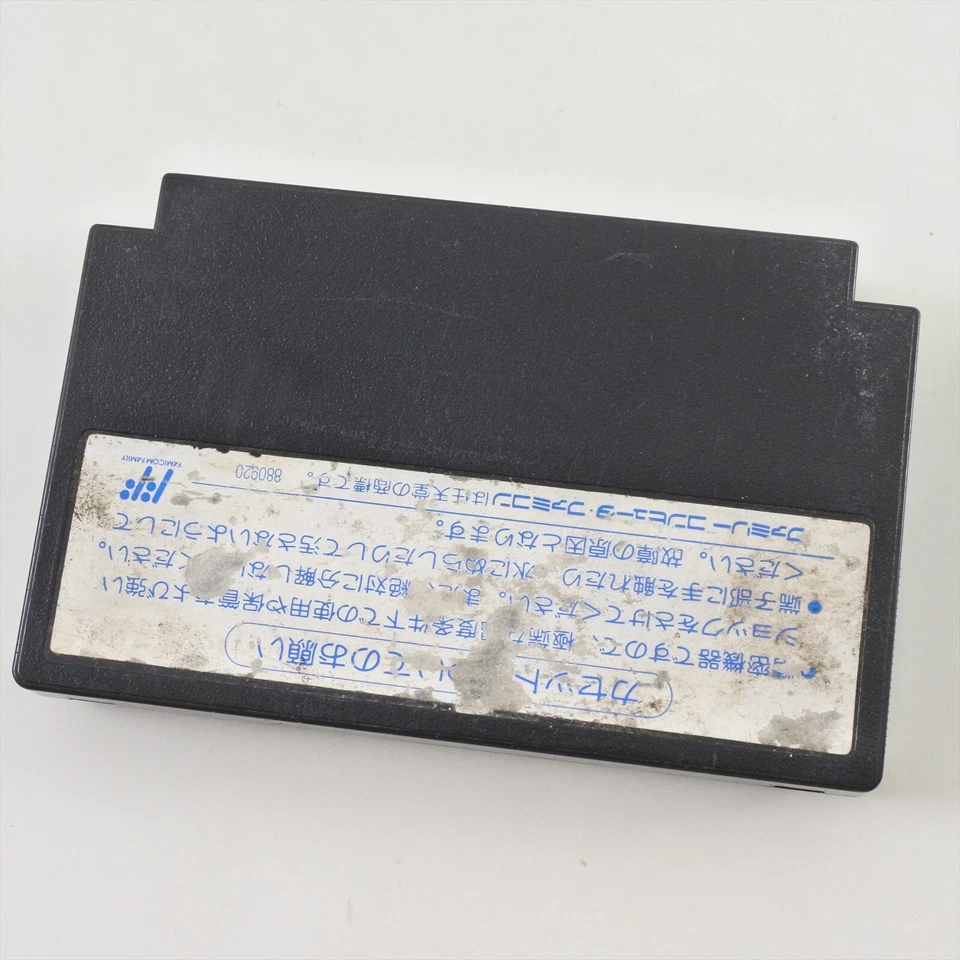 カセット いてのお願い
密機器ですので、極端な 度条件下での使用や保管および強い
ショックをさけてください。また、絶対に分解しな ください。
●端子部に手を触れたり 水にぬらしたりして汚さないようにして
ください。故障の原因となります。
ファミリーコンピュータ・ファミコンは任天堂の商標です。
880920
FAMICOM FAMILY